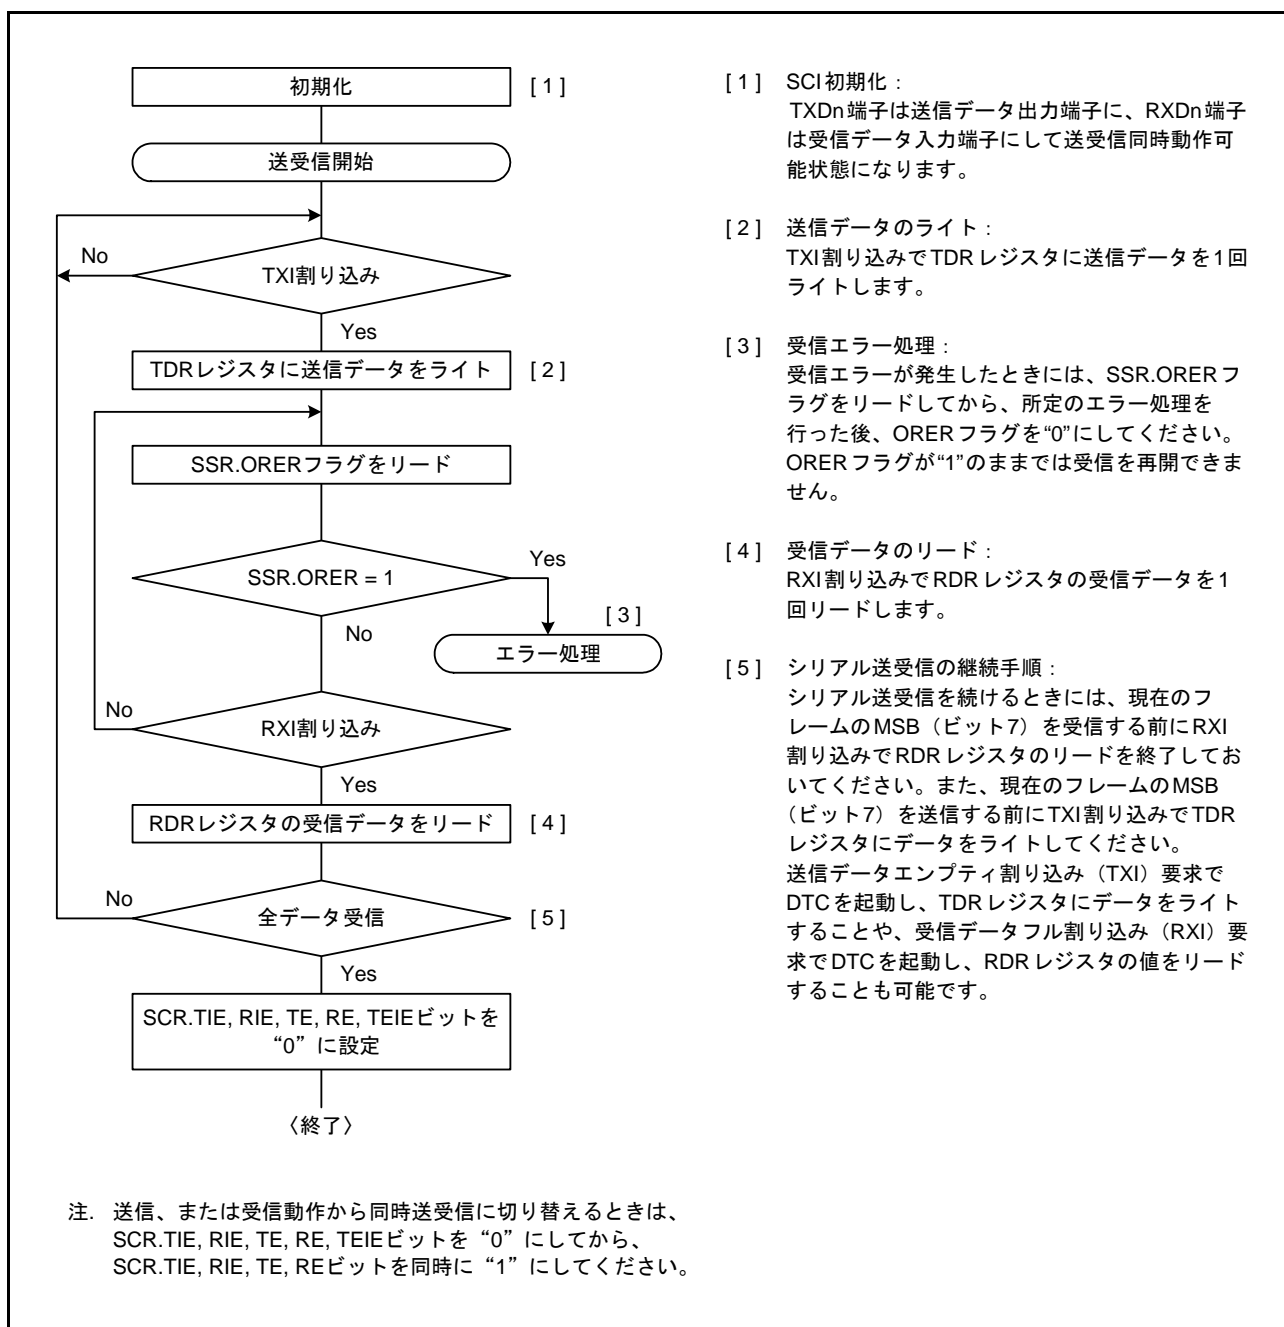 初期化 [1]
送受信開始
No
TXI割り込み
Yes
TDRレジスタに送信データをライト [2]
SSR.ORERフラグをリード
SSR.ORER = 1
Yes
[3]
No
エラー処理
No
RXI割り込み
Yes
RDRレジスタの受信データをリード [4]
No
全データ受信 [5]
Yes
SCR.TIE, RIE, TE, RE, TEIEビットを
“0”に設定
〈終了〉
[1] SCI初期化：
TXDn端子は送信データ出力端子に、RXDn端子
は受信データ入力端子にして送受信同時動作可
能状態になります。
[2] 送信データのライト：
TXI割り込みでTDRレジスタに送信データを1回
ライトします。
[3] 受信エラー処理：
受信エラーが発生したときには、SSR.ORERフ
ラグをリードしてから、所定のエラー処理を
行った後、ORERフラグを“0”にしてください。
ORERフラグが“1”のままでは受信を再開できま
せん。
[4] 受信データのリード：
RXI割り込みでRDRレジスタの受信データを1
回リードします。
[5] シリアル送受信の継続手順：
シリアル送受信を続けるときには、現在のフ
レームのMSB（ビット7）を受信する前にRXI
割り込みでRDRレジスタのリードを終了してお
いてください。また、現在のフレームのMSB
（ビット7）を送信する前にTXI割り込みでTDR
レジスタにデータをライトしてください。
送信データエンプティ割り込み（TXI）要求で
DTCを起動し、TDRレジスタにデータをライト
することや、受信データフル割り込み（RXI）要
求でDTCを起動し、RDRレジスタの値をリード
することも可能です。
注. 送信、または受信動作から同時送受信に切り替えるときは、
SCR.TIE, RIE, TE, RE, TEIEビットを“0”にしてから、
SCR.TIE, RIE, TE, REビットを同時に“1”にしてください。